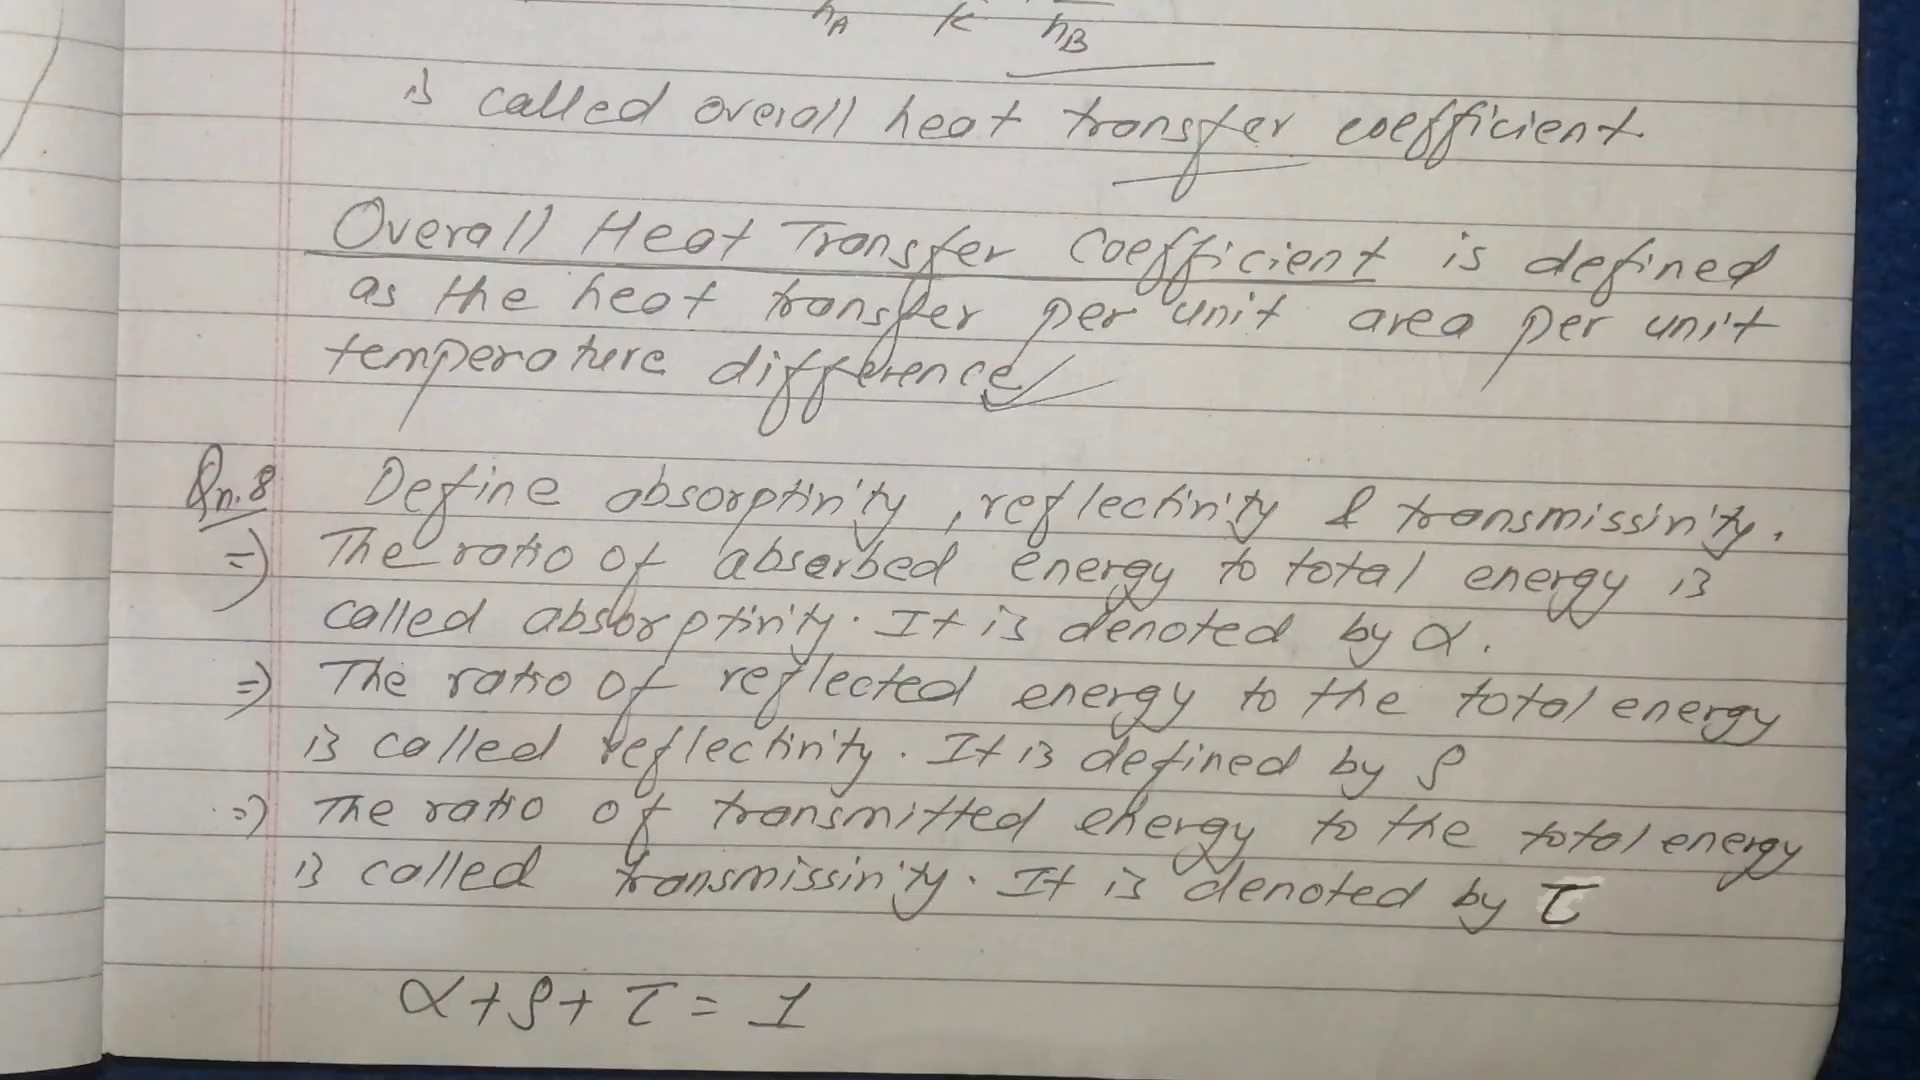 hA k hB
is called overall heat transfer coefficient
Overall Heat Transfer Coefficient is defined
as the heat transfer per unit area per unit
temperature difference
Qn.8 Define absorptivity, reflectivity & transmissivity.
=) The ratio of absorbed energy to total energy is
called absorptivity. It is denoted by α.
=) The ratio of reflected energy to the total energy
is called reflectivity. It is defined by ρ
=) The ratio of transmitted energy to the total energy
is called transmissivity. It is denoted by τ
α + ρ + τ = 1